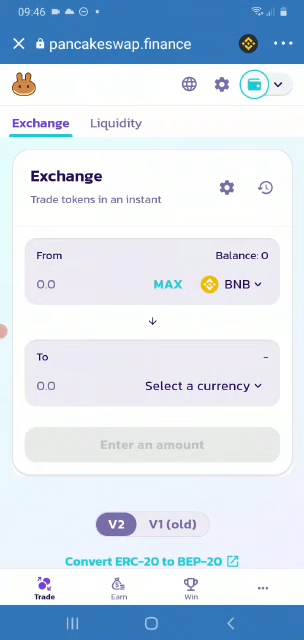 09:46
pancakeswap.finance
Exchange
Liquidity
Exchange
Trade tokens in an instant
From
Balance: 0
0.0
MAX
BNB
To
-
0.0
Select a currency
Enter an amount
V2
V1 (old)
Convert ERC-20 to BEP-20
Trade
Earn
Win